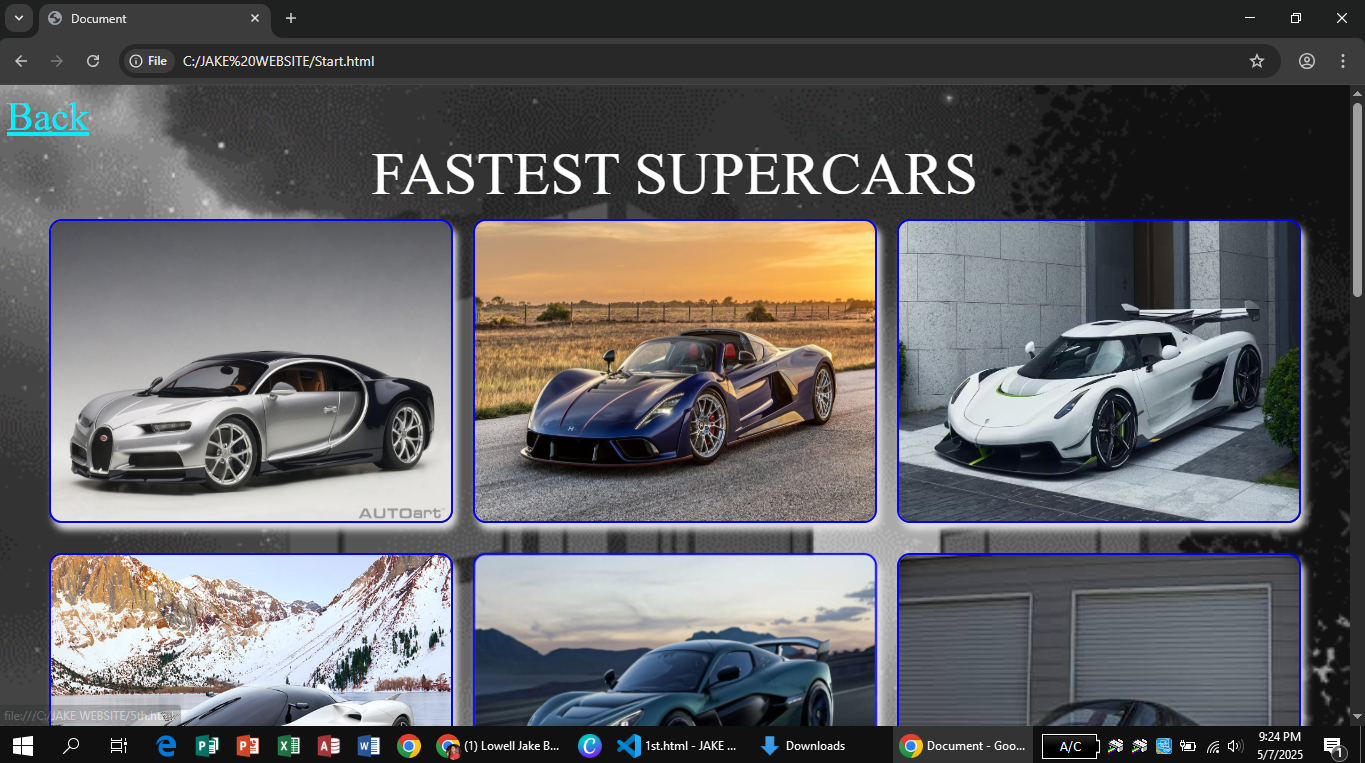 Document
File
C:/JAKE%20WEBSITE/Start.html
Back
FASTEST SUPERCARS
AUTOart
file:///C:/JAKE WEBSITE/5th.html
(1) Lowell Jake B...
1st.html - JAKE ...
Downloads
Document - Goo...
A/C
9:24 PM
5/7/2025
1